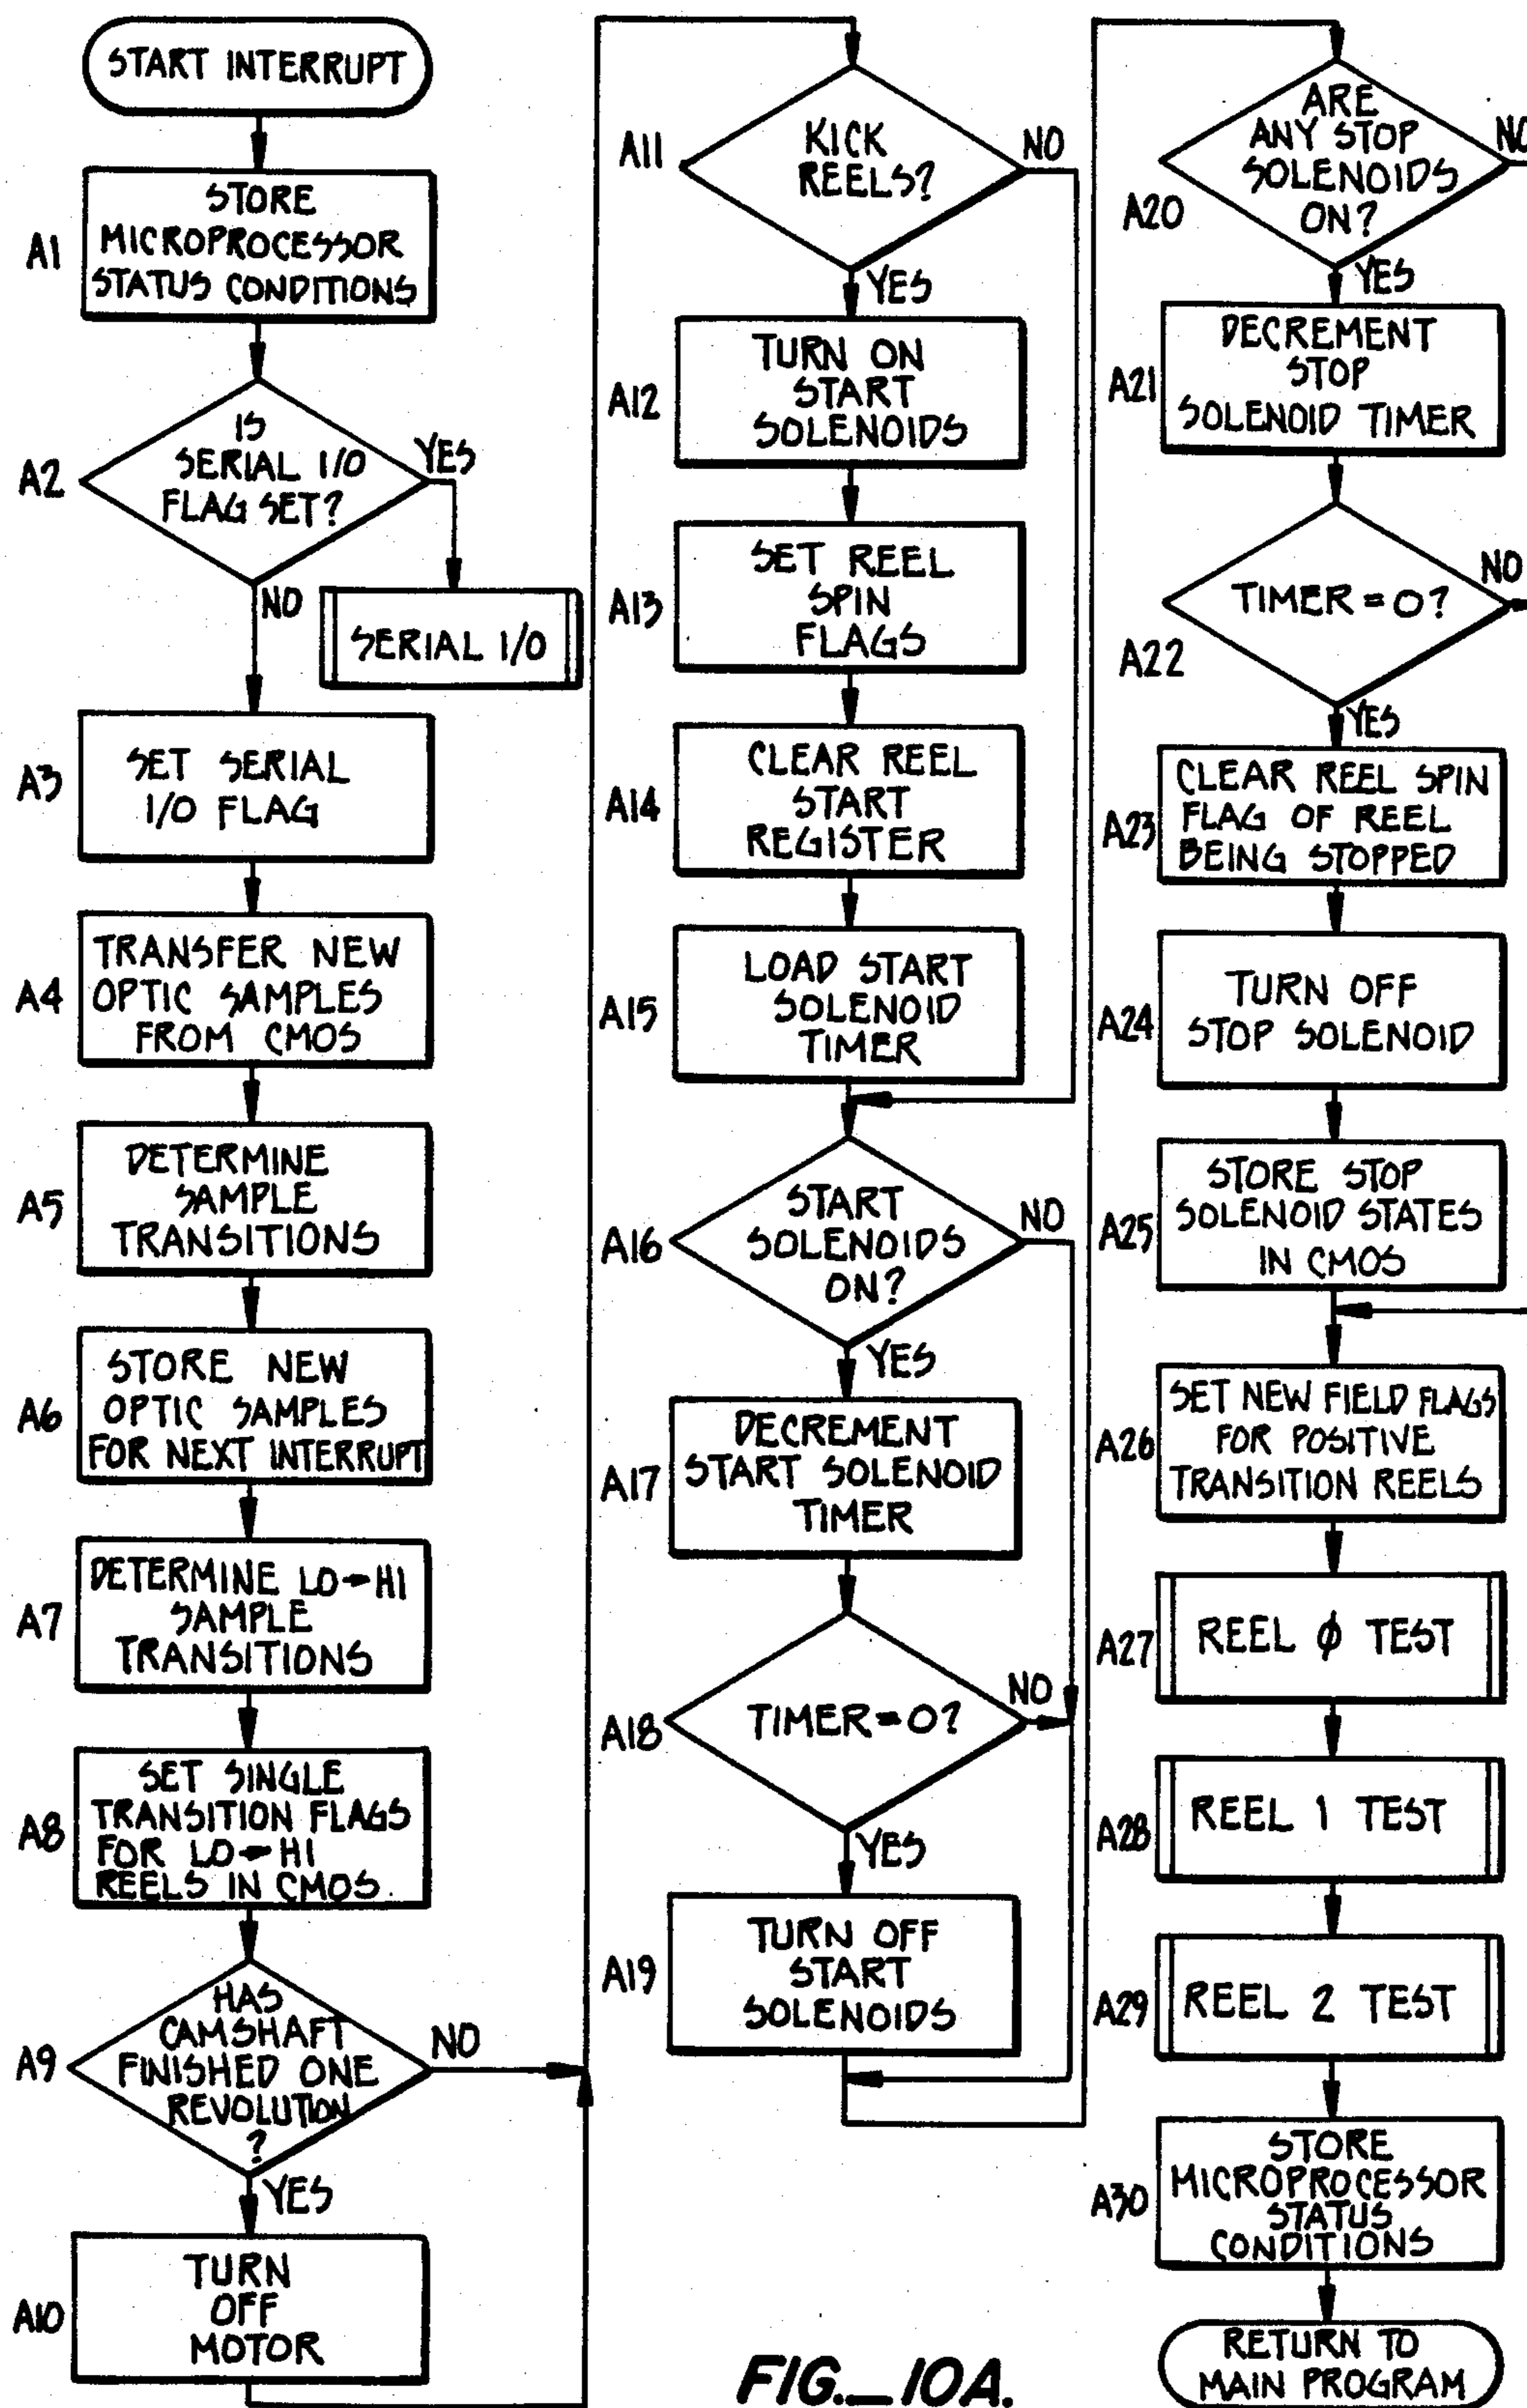 START INTERRUPT
A1
STORE
MICROPROCESSOR
STATUS CONDITIONS
A2
IS
SERIAL I/O
FLAG SET?
YES
NO
SERIAL I/O
A3
SET SERIAL
I/O FLAG
A4
TRANSFER NEW
OPTIC SAMPLES
FROM CMOS
A5
DETERMINE
SAMPLE
TRANSITIONS
A6
STORE NEW
OPTIC SAMPLES
FOR NEXT INTERRUPT
A7
DETERMINE LO→HI
SAMPLE
TRANSITIONS
A8
SET SINGLE
TRANSITION FLAGS
FOR LO→HI
REELS IN CMOS.
A9
HAS
CAMSHAFT
FINISHED ONE
REVOLUTION
?
NO
YES
A10
TURN
OFF
MOTOR
A11
KICK
REELS?
NO
YES
A12
TURN ON
START
SOLENOIDS
A13
SET REEL
SPIN
FLAGS
A14
CLEAR REEL
START
REGISTER
A15
LOAD START
SOLENOID
TIMER
A16
START
SOLENOIDS
ON?
NO
YES
A17
DECREMENT
START SOLENOID
TIMER
A18
TIMER=0?
NO
YES
A19
TURN OFF
START
SOLENOIDS
A20
ARE
ANY STOP
SOLENOIDS
ON?
NO
YES
A21
DECREMENT
STOP
SOLENOID TIMER
A22
TIMER=0?
NO
YES
A23
CLEAR REEL SPIN
FLAG OF REEL
BEING STOPPED
A24
TURN OFF
STOP SOLENOID
A25
STORE STOP
SOLENOID STATES
IN CMOS
A26
SET NEW FIELD FLAGS
FOR POSITIVE
TRANSITION REELS
A27
REEL ϕ TEST
A28
REEL 1 TEST
A29
REEL 2 TEST
A30
STORE
MICROPROCESSOR
STATUS
CONDITIONS
RETURN TO
MAIN PROGRAM
FIG._10A.